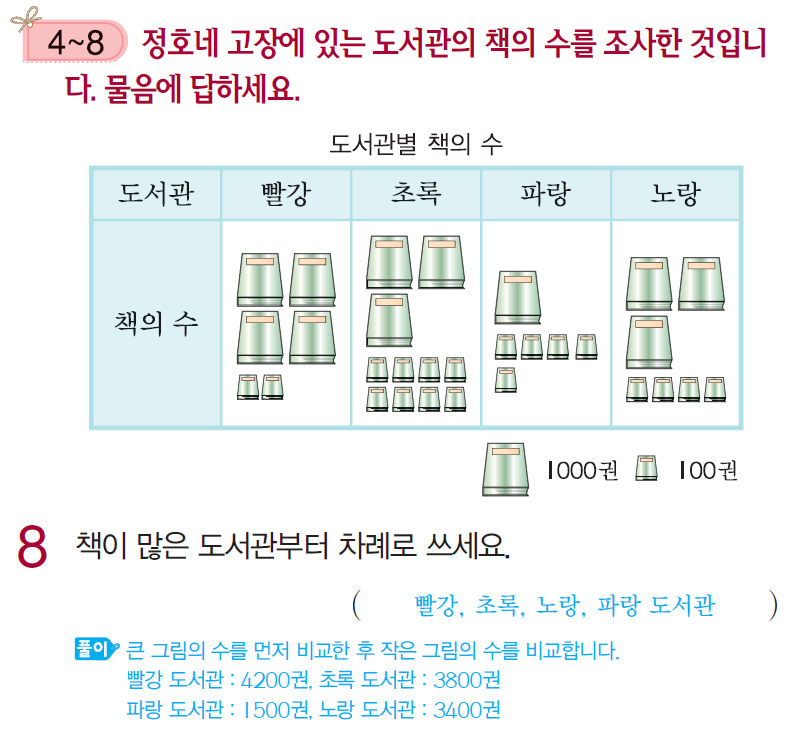 4~8 정호네 고장에 있는 도서관의 책의 수를 조사한 것입니
다. 물음에 답하세요.
도서관별 책의 수
도서관 빨강 초록 파랑 노랑
책의 수
1000권 100권
8 책이 많은 도서관부터 차례로 쓰세요.
( 빨강, 초록, 노랑, 파랑 도서관 )
풀이 큰 그림의 수를 먼저 비교한 후 작은 그림의 수를 비교합니다.
빨강 도서관 : 4200권, 초록 도서관 : 3800권
파랑 도서관 : 1500권, 노랑 도서관 : 3400권